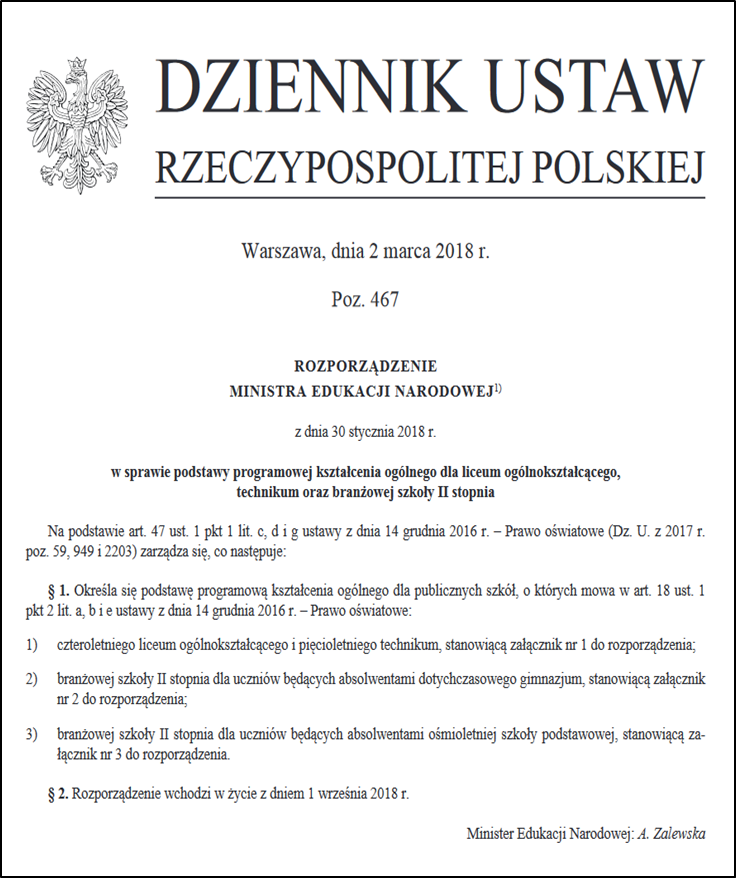 DZIENNIK USTAW
RZECZYPOSPOLITEJ POLSKIEJ
Warszawa, dnia 2 marca 2018 r.
Poz. 467
ROZPORZĄDZENIE
MINISTRA EDUKACJI NARODOWEJ1)
z dnia 30 stycznia 2018 r.
w sprawie podstawy programowej kształcenia ogólnego dla liceum ogólnokształcącego,
technikum oraz branżowej szkoły II stopnia
Na podstawie art. 47 ust. 1 pkt 1 lit. c, d i g ustawy z dnia 14 grudnia 2016 r. – Prawo oświatowe (Dz. U. z 2017 r.
poz. 59, 949 i 2203) zarządza się, co następuje:
§ 1. Określa się podstawę programową kształcenia ogólnego dla publicznych szkół, o których mowa w art. 18 ust. 1
pkt 2 lit. a, b i e ustawy z dnia 14 grudnia 2016 r. – Prawo oświatowe:
1) czteroletniego liceum ogólnokształcącego i pięcioletniego technikum, stanowiącą załącznik nr 1 do rozporządzenia;
2) branżowej szkoły II stopnia dla uczniów będących absolwentami dotychczasowego gimnazjum, stanowiącą załącznik
nr 2 do rozporządzenia;
3) branżowej szkoły II stopnia dla uczniów będących absolwentami ośmioletniej szkoły podstawowej, stanowiącą za-
łącznik nr 3 do rozporządzenia.
§ 2. Rozporządzenie wchodzi w życie z dniem 1 września 2018 r.
Minister Edukacji Narodowej: A. Zalewska